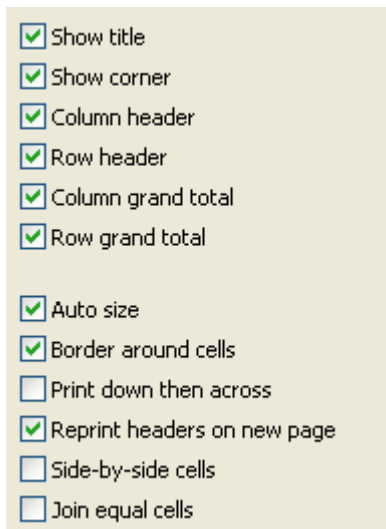 Show title
Show corner
Column header
Row header
Column grand total
Row grand total
Auto size
Border around cells
Print down then across
Reprint headers on new page
Side-by-side cells
Join equal cells